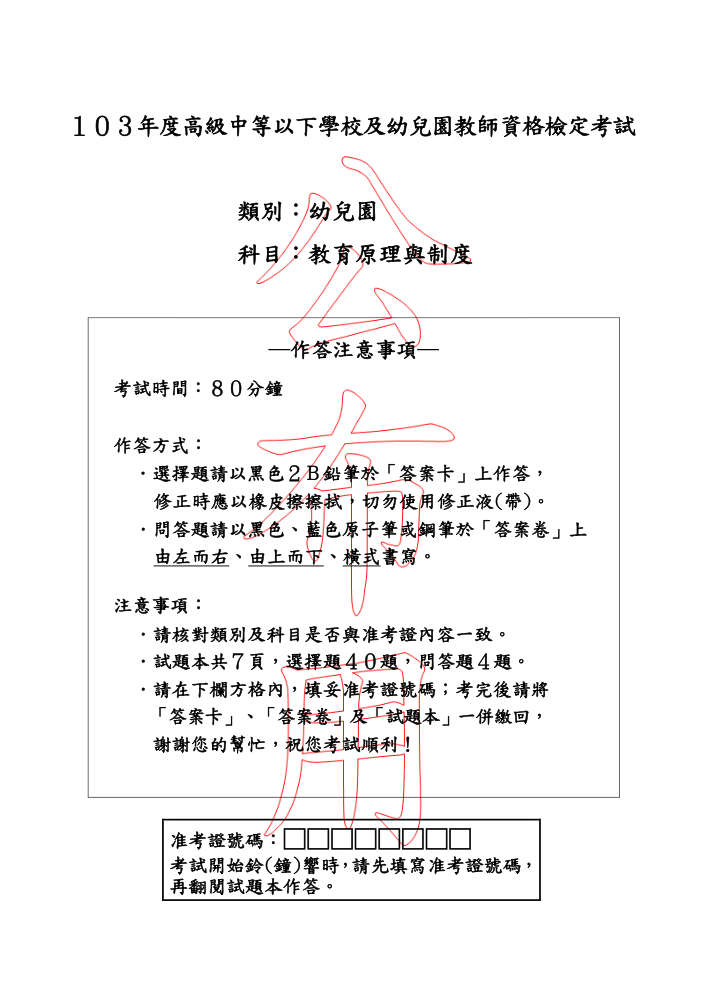 103年度高級中等以下學校及幼兒園教師資格檢定考試
類別：幼兒園
科目：教育原理與制度
—作答注意事項—
考試時間：80分鐘
作答方式：
．選擇題請以黑色2B鉛筆於「答案卡」上作答，
修正時應以橡皮擦擦拭，切勿使用修正液(帶)。
．問答題請以黑色、藍色原子筆或鋼筆於「答案卷」上
由左而右、由上而下、橫式書寫。
注意事項：
．請核對類別及科目是否與准考證內容一致。
．試題本共7頁，選擇題40題，問答題4題。
．請在下欄方格內，填妥准考證號碼；考完後請將
「答案卡」、「答案卷」及「試題本」一併繳回，
謝謝您的幫忙，祝您考試順利！
准考證號碼：□□□□□□□□
考試開始鈴(鐘)響時，請先填寫准考證號碼，
再翻閱試題本作答。
公布用